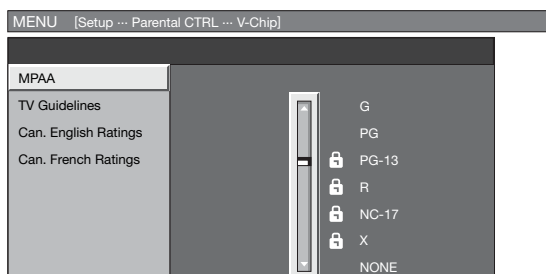 MENU [Setup ··· Parental CTRL ··· V-Chip]
MPAA
TV Guidelines
Can. English Ratings
Can. French Ratings
G
PG
PG-13
R
NC-17
X
NONE